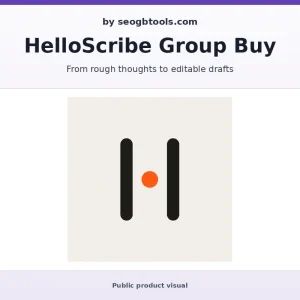 by seogbtools.com
HelloScribe Group Buy
From rough thoughts to editable drafts
Public product visual